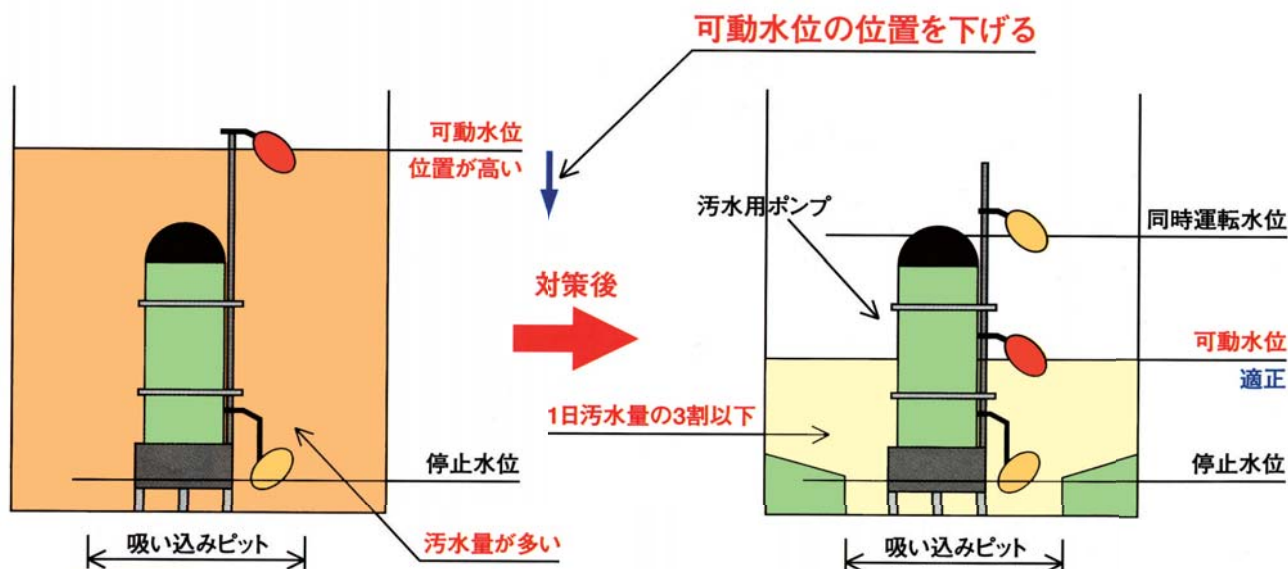 可動水位の位置を下げる
可動水位
位置が高い
汚水用ポンプ
同時運転水位
対策後
可動水位
適正
1日汚水量の3割以下
停止水位
停止水位
吸い込みピット
汚水量が多い
吸い込みピット